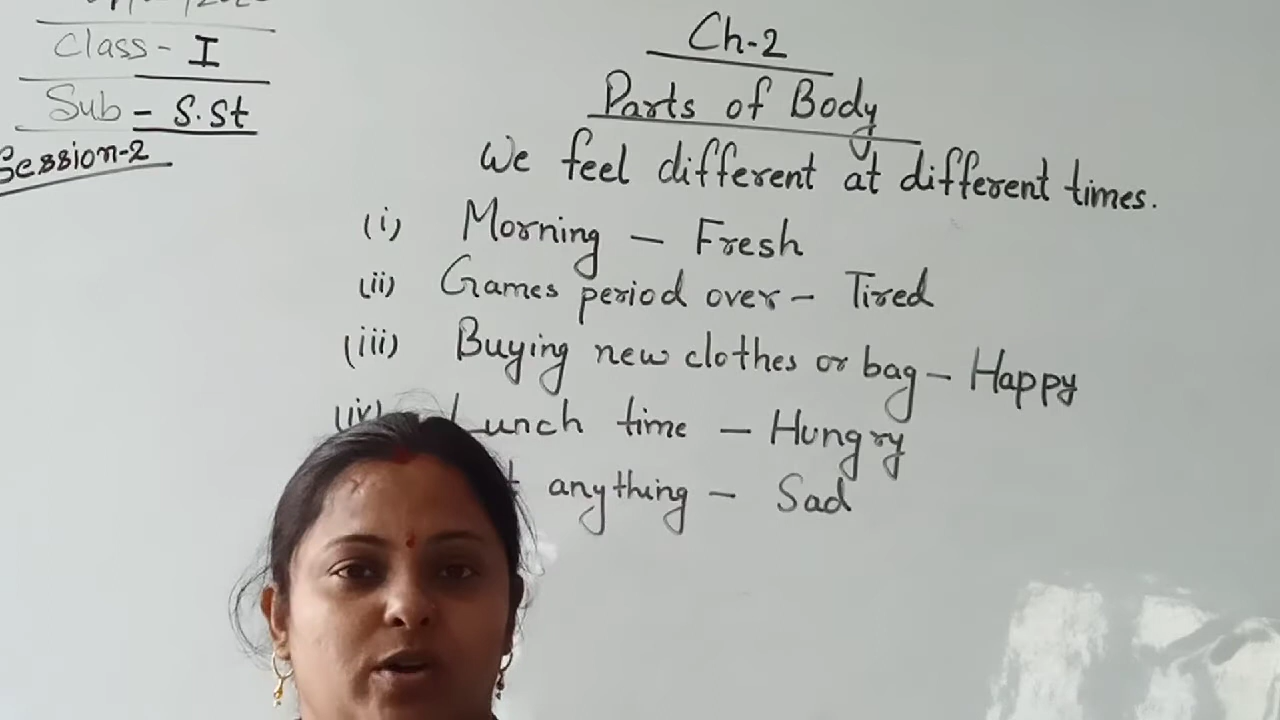 Class - I
Sub - S.St
Session-2
Ch-2
Parts of Body
We feel different at different times.
(i) Morning - Fresh
(ii) Games period over - Tired
(iii) Buying new clothes or bag - Happy
(iv) Lunch time - Hungry
anything - Sad